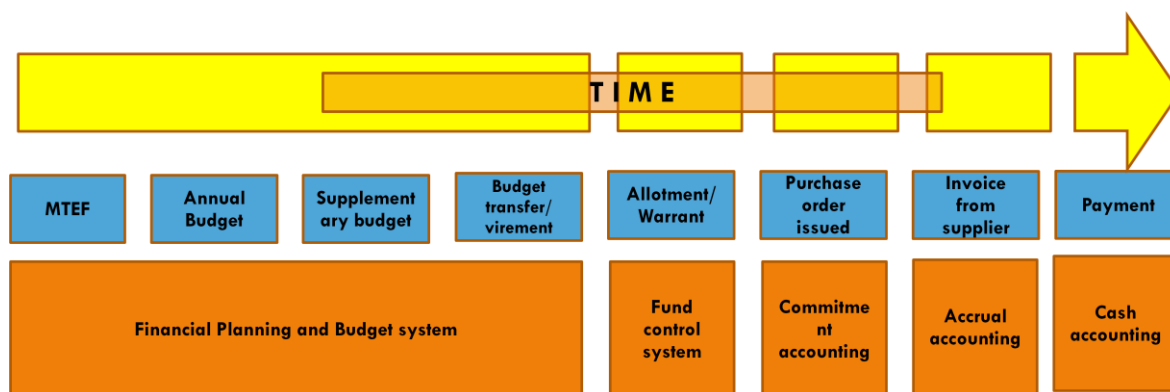 T I M E
MTEF
Annual
Budget
Supplement
ary budget
Budget
transfer/
virement
Allotment/
Warrant
Purchase
order
issued
Invoice
from
supplier
Payment
Financial Planning and Budget system
Fund
control
system
Commitme
nt
accounting
Accrual
accounting
Cash
accounting